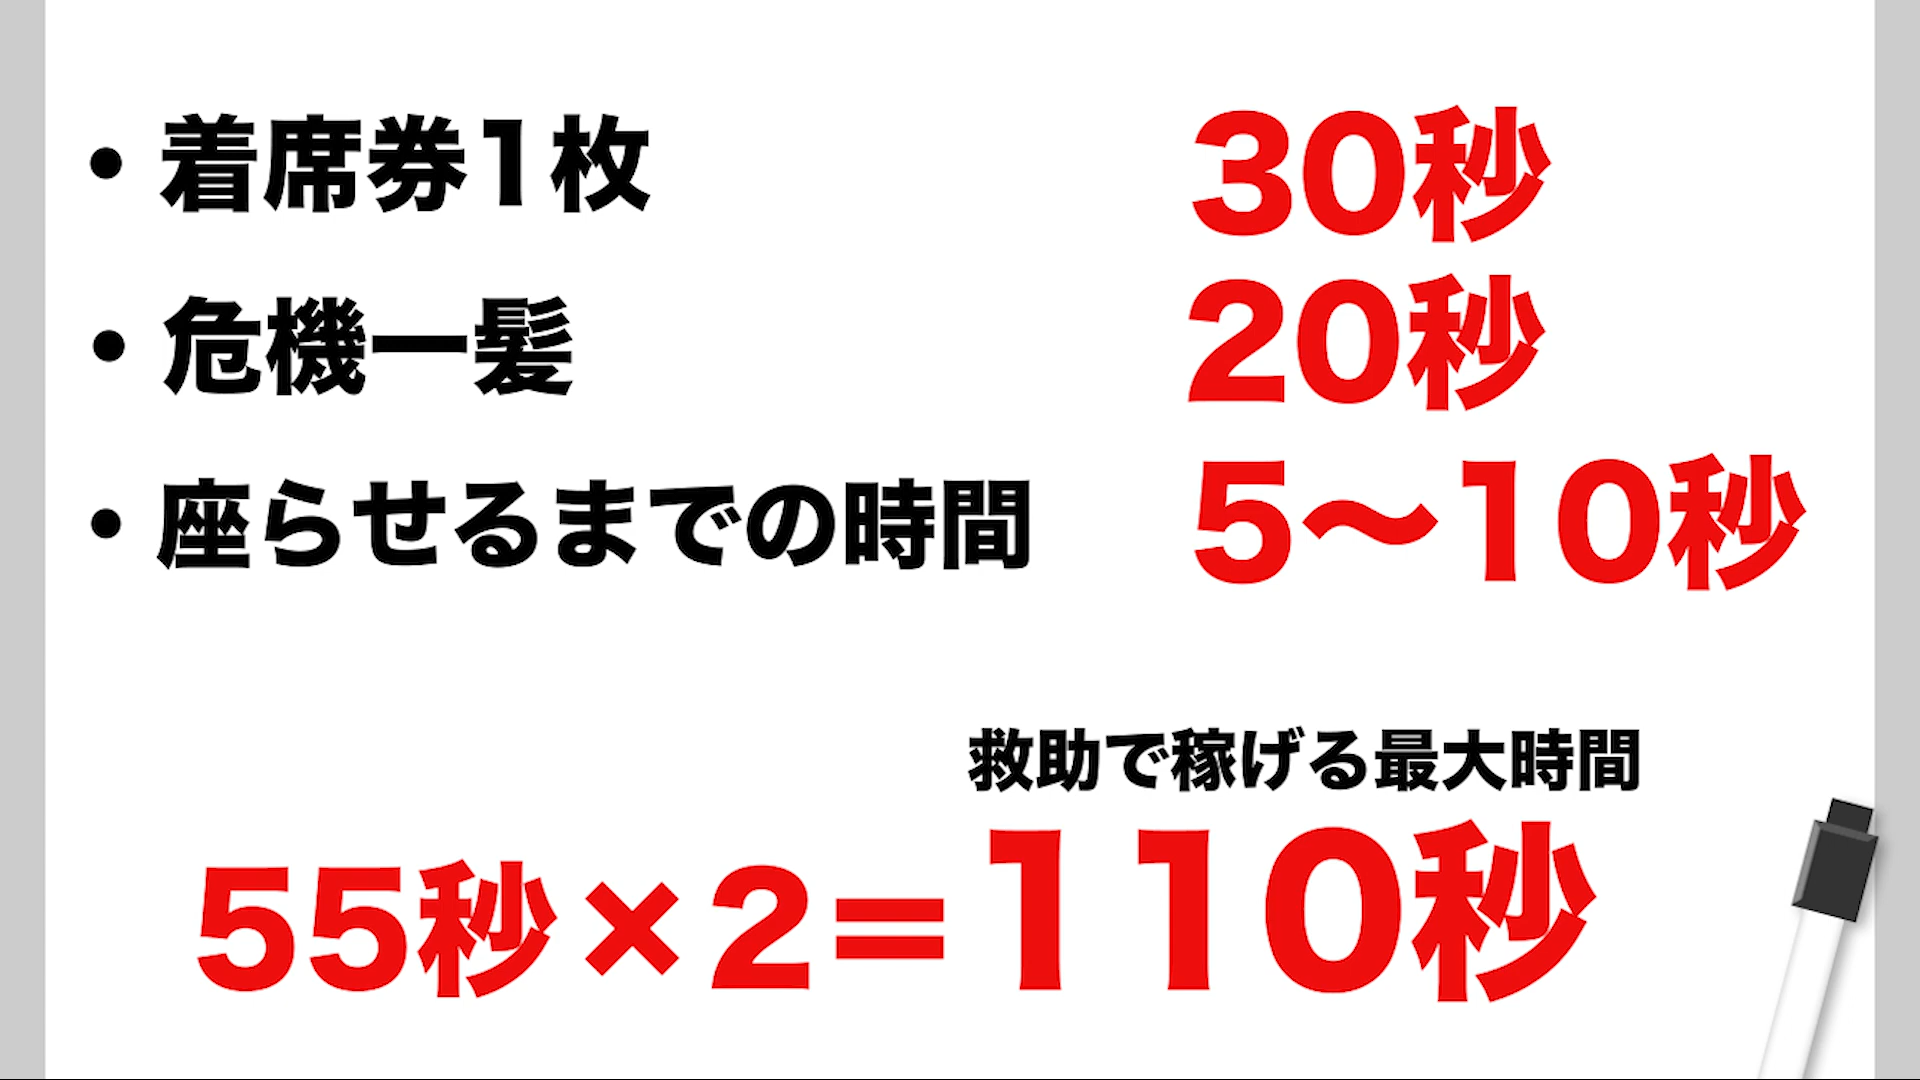 ・着席券1枚 30秒
・危機一髪 20秒
・座らせるまでの時間 5〜10秒
救助で稼げる最大時間
55秒×2=110秒